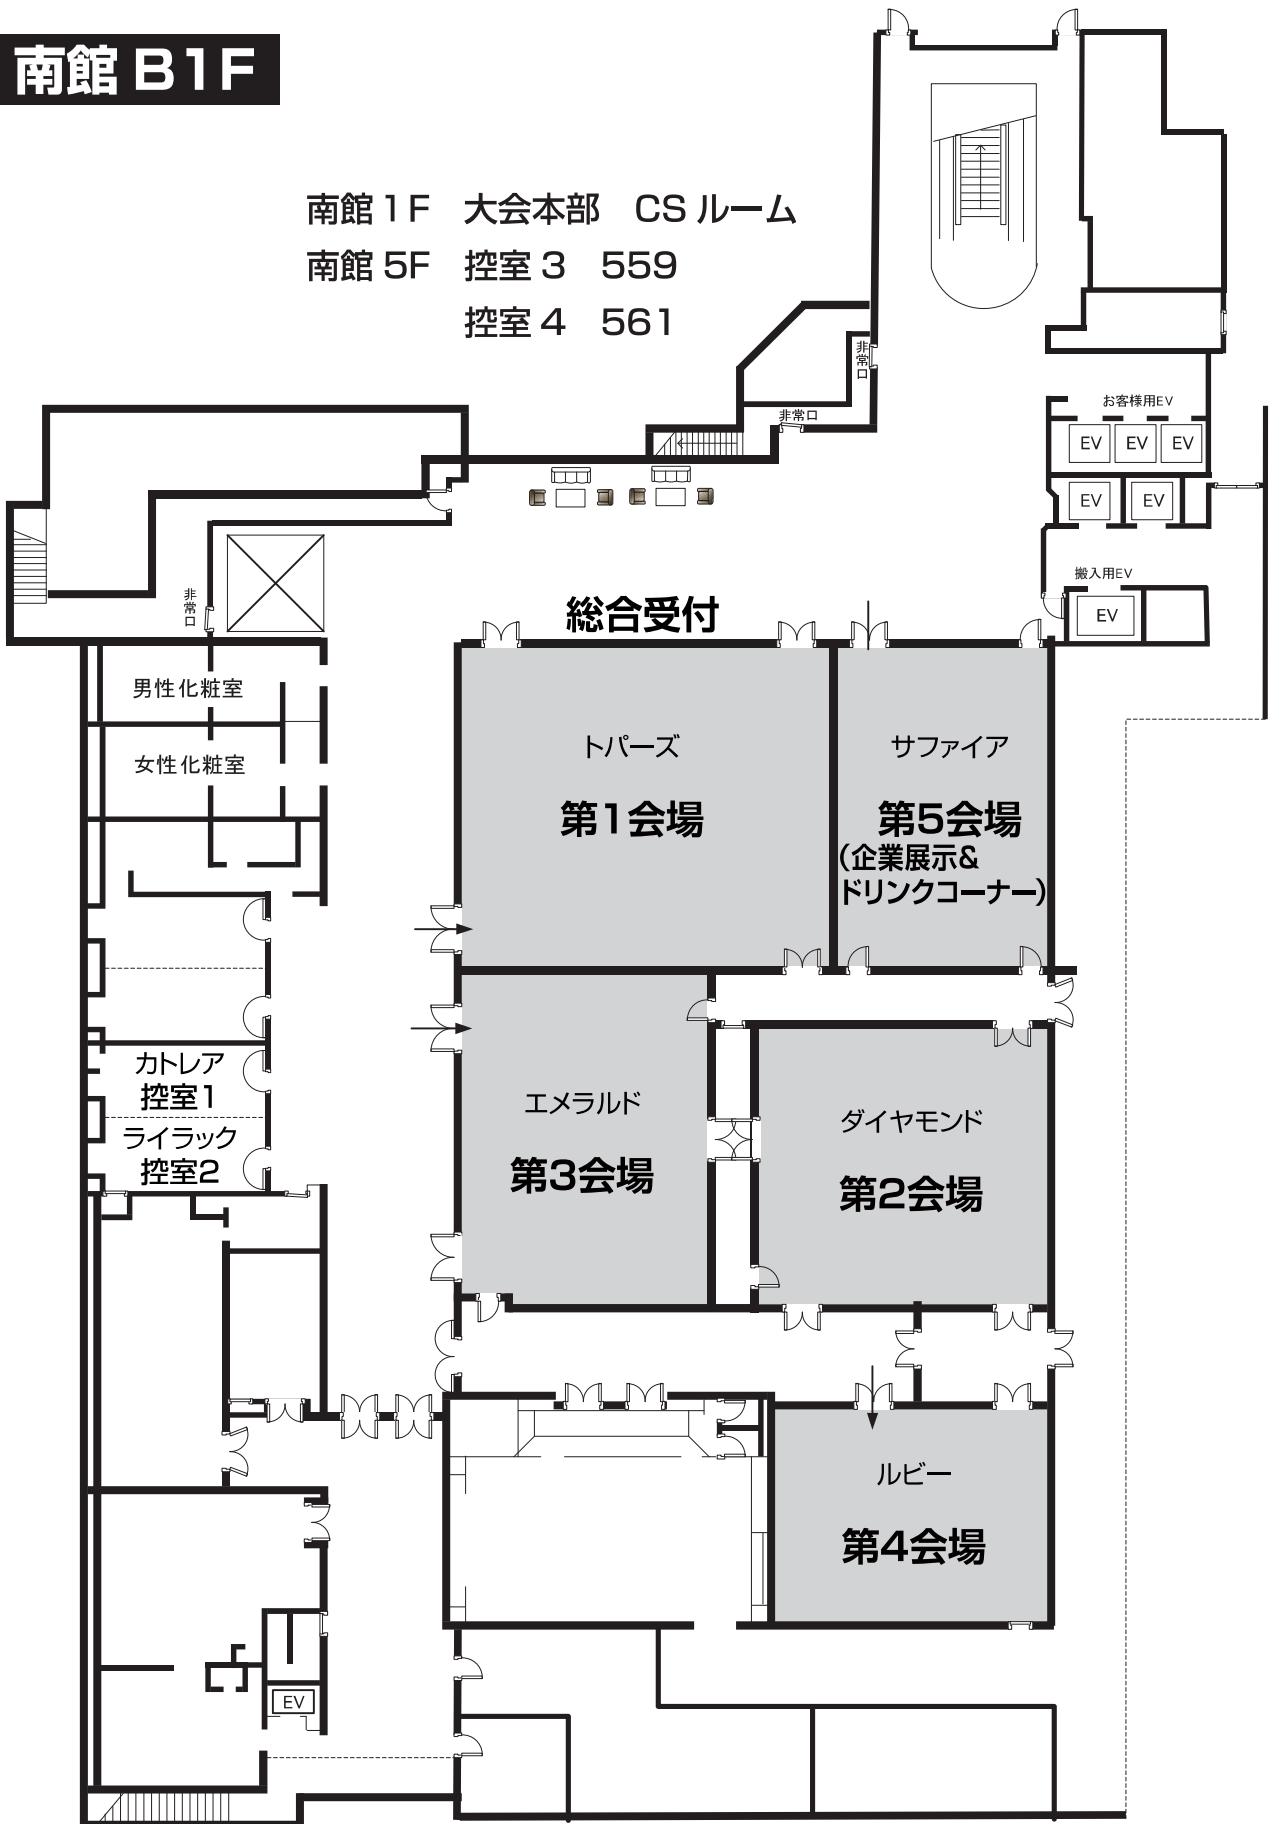 南館 B1F
南館 1F 大会本部 CS ルーム
南館 5F 控室 3 559
控室 4 561
非常口
非常口
お客様用EV
EV EV EV
EV EV
搬入用EV
EV
非常口
総合受付
男性化粧室
女性化粧室
トパーズ
第1会場
サファイア
第5会場
(企業展示&
ドリンクコーナー)
カトレア
控室1
ライラック
控室2
エメラルド
第3会場
ダイヤモンド
第2会場
ルビー
第4会場
EV